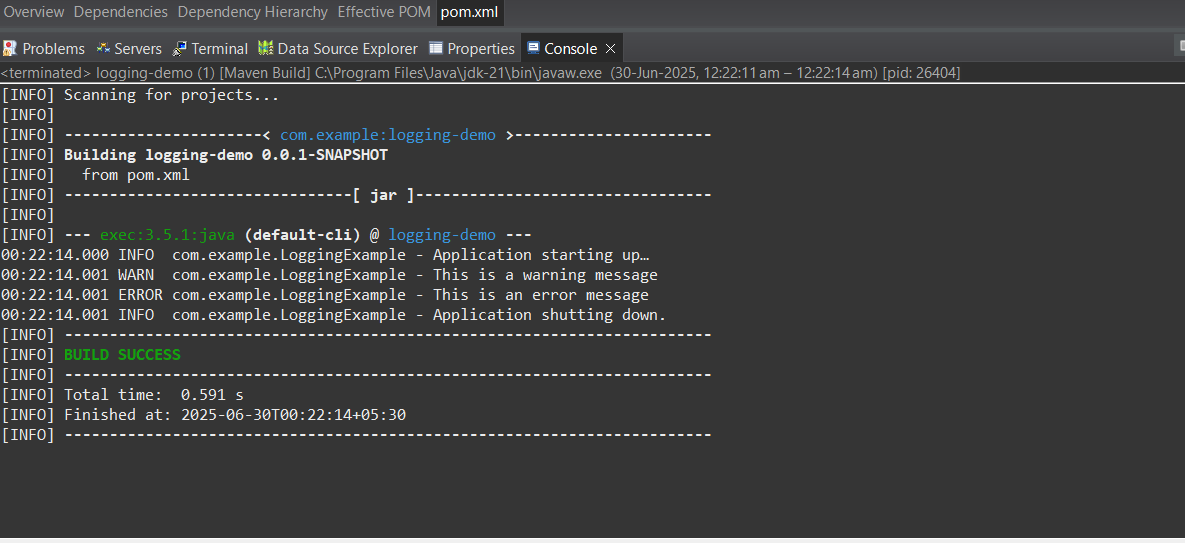 Overview Dependencies Dependency Hierarchy Effective POM pom.xml
Problems Servers Terminal Data Source Explorer Properties Console
<terminated> logging-demo (1) [Maven Build] C:\Program Files\Java\jdk-21\bin\javaw.exe (30-Jun-2025, 12:22:11 am – 12:22:14 am) [pid: 26404]
[INFO] Scanning for projects...
[INFO]
[INFO] ----------------------< com.example:logging-demo >----------------------
[INFO] Building logging-demo 0.0.1-SNAPSHOT
[INFO]   from pom.xml
[INFO] --------------------------------[ jar ]---------------------------------
[INFO]
[INFO] --- exec:3.5.1:java (default-cli) @ logging-demo ---
00:22:14.000 INFO  com.example.LoggingExample - Application starting up…
00:22:14.001 WARN  com.example.LoggingExample - This is a warning message
00:22:14.001 ERROR com.example.LoggingExample - This is an error message
00:22:14.001 INFO  com.example.LoggingExample - Application shutting down.
[INFO] ------------------------------------------------------------------------
[INFO] BUILD SUCCESS
[INFO] ------------------------------------------------------------------------
[INFO] Total time:  0.591 s
[INFO] Finished at: 2025-06-30T00:22:14+05:30
[INFO] ------------------------------------------------------------------------